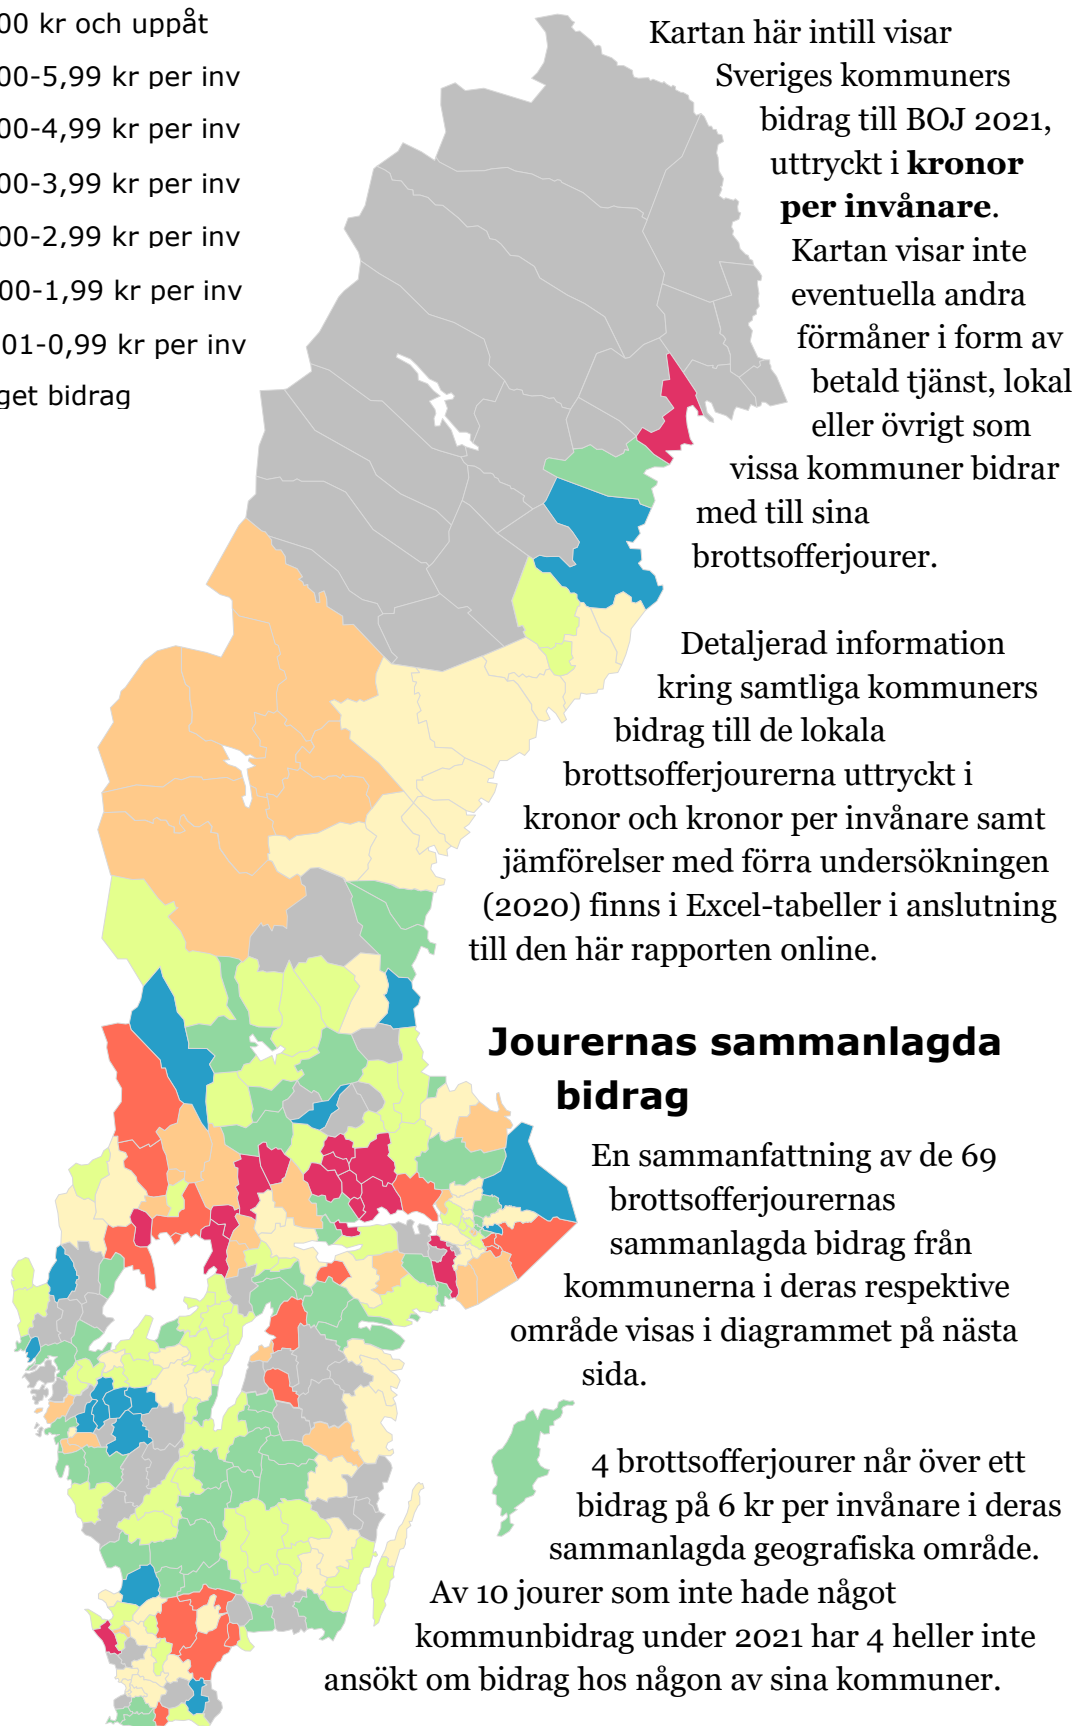 00 kr och uppåt
00-5,99 kr per inv
00-4,99 kr per inv
00-3,99 kr per inv
00-2,99 kr per inv
00-1,99 kr per inv
01-0,99 kr per inv
get bidrag
Kartan här intill visar
Sveriges kommuners
bidrag till BOJ 2021,
uttryckt i kronor
per invånare.
Kartan visar inte
eventuella andra
förmåner i form av
betald tjänst, lokal
eller övrigt som
vissa kommuner bidrar
med till sina
brottsofferjourer.
Detaljerad information
kring samtliga kommuners
bidrag till de lokala
brottsofferjourerna uttryckt i
kronor och kronor per invånare samt
jämförelser med förra undersökningen
(2020) finns i Excel-tabeller i anslutning
till den här rapporten online.
Jourernas sammanlagda
bidrag
En sammanfattning av de 69
brottsofferjourernas
sammanlagda bidrag från
kommunerna i deras respektive
område visas i diagrammet på nästa
sida.
4 brottsofferjourer når över ett
bidrag på 6 kr per invånare i deras
sammanlagda geografiska område.
Av 10 jourer som inte hade något
kommunbidrag under 2021 har 4 heller inte
ansökt om bidrag hos någon av sina kommuner.